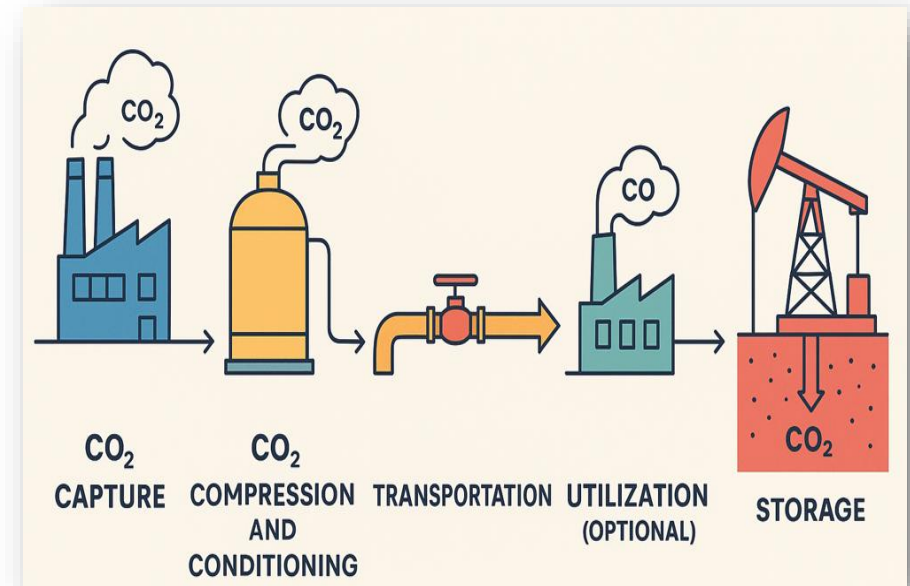 CO₂
CO₂
CO
CO₂
CO₂
CAPTURE
CO₂
COMPRESSION
AND
CONDITIONING
TRANSPORTATION
UTILIZATION
(OPTIONAL)
STORAGE